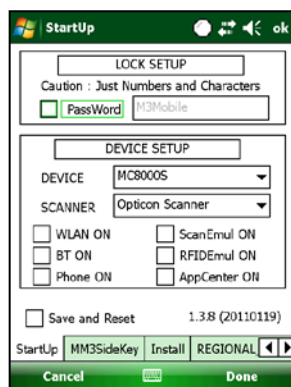 StartUp ok
LOCK SETUP
Caution : Just Numbers and Characters
PassWord M3Mobile
DEVICE SETUP
DEVICE MC8000S
SCANNER Opticon Scanner
WLAN ON ScanEmul ON
BT ON RFIDEmul ON
Phone ON AppCenter ON
Save and Reset 1.3.8 (20110119)
StartUp MM3SideKey Install REGIONAL
Cancel Done